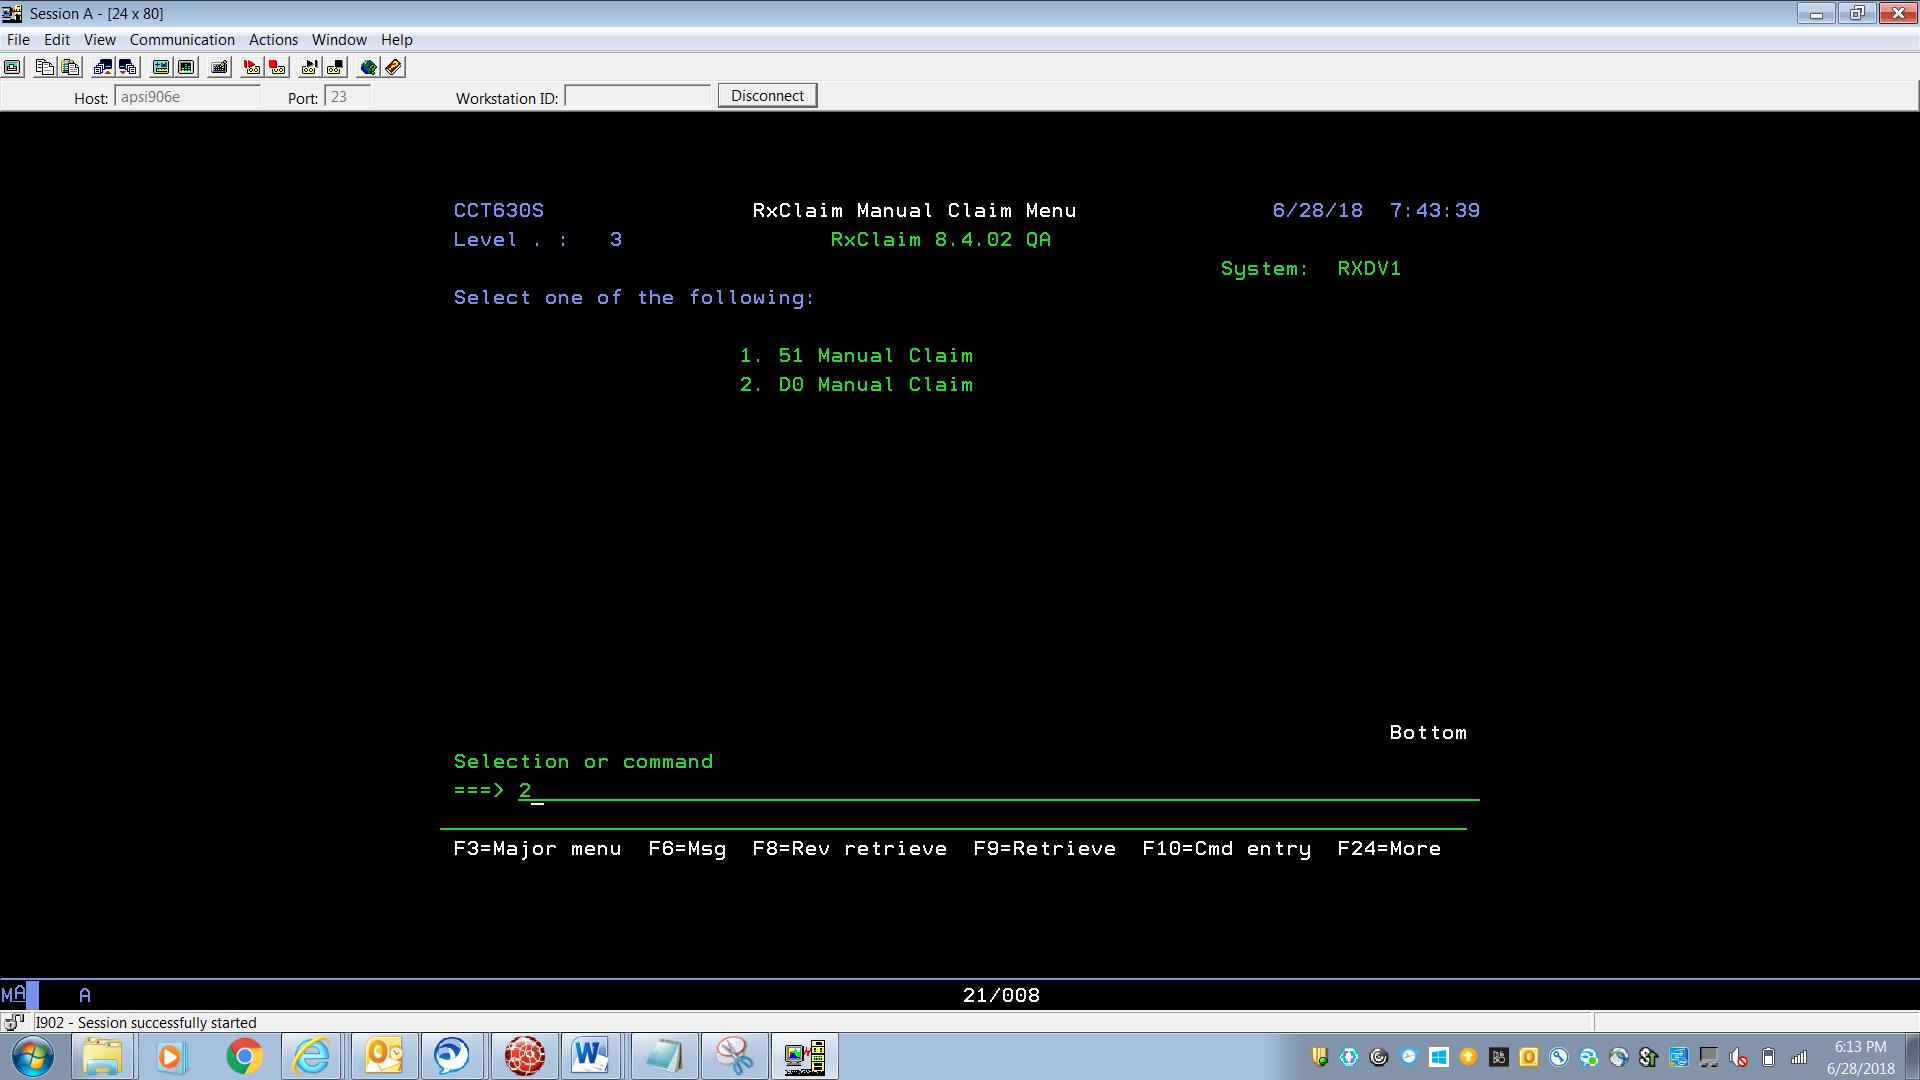 Session A - [24 x 80]
File Edit View Communication Actions Window Help
Host: apsi906e Port: 23 Workstation ID: Disconnect
CCT630S RxClaim Manual Claim Menu 6/28/18 7:43:39
Level . : 3 RxClaim 8.4.02 QA
System: RXDV1
Select one of the following:
1. 51 Manual Claim
2. D0 Manual Claim
Bottom
Selection or command
===> 2
F3=Major menu F6=Msg F8=Rev retrieve F9=Retrieve F10=Cmd entry F24=More
MA A 21/008
I902 - Session successfully started
6:13 PM
6/28/2018